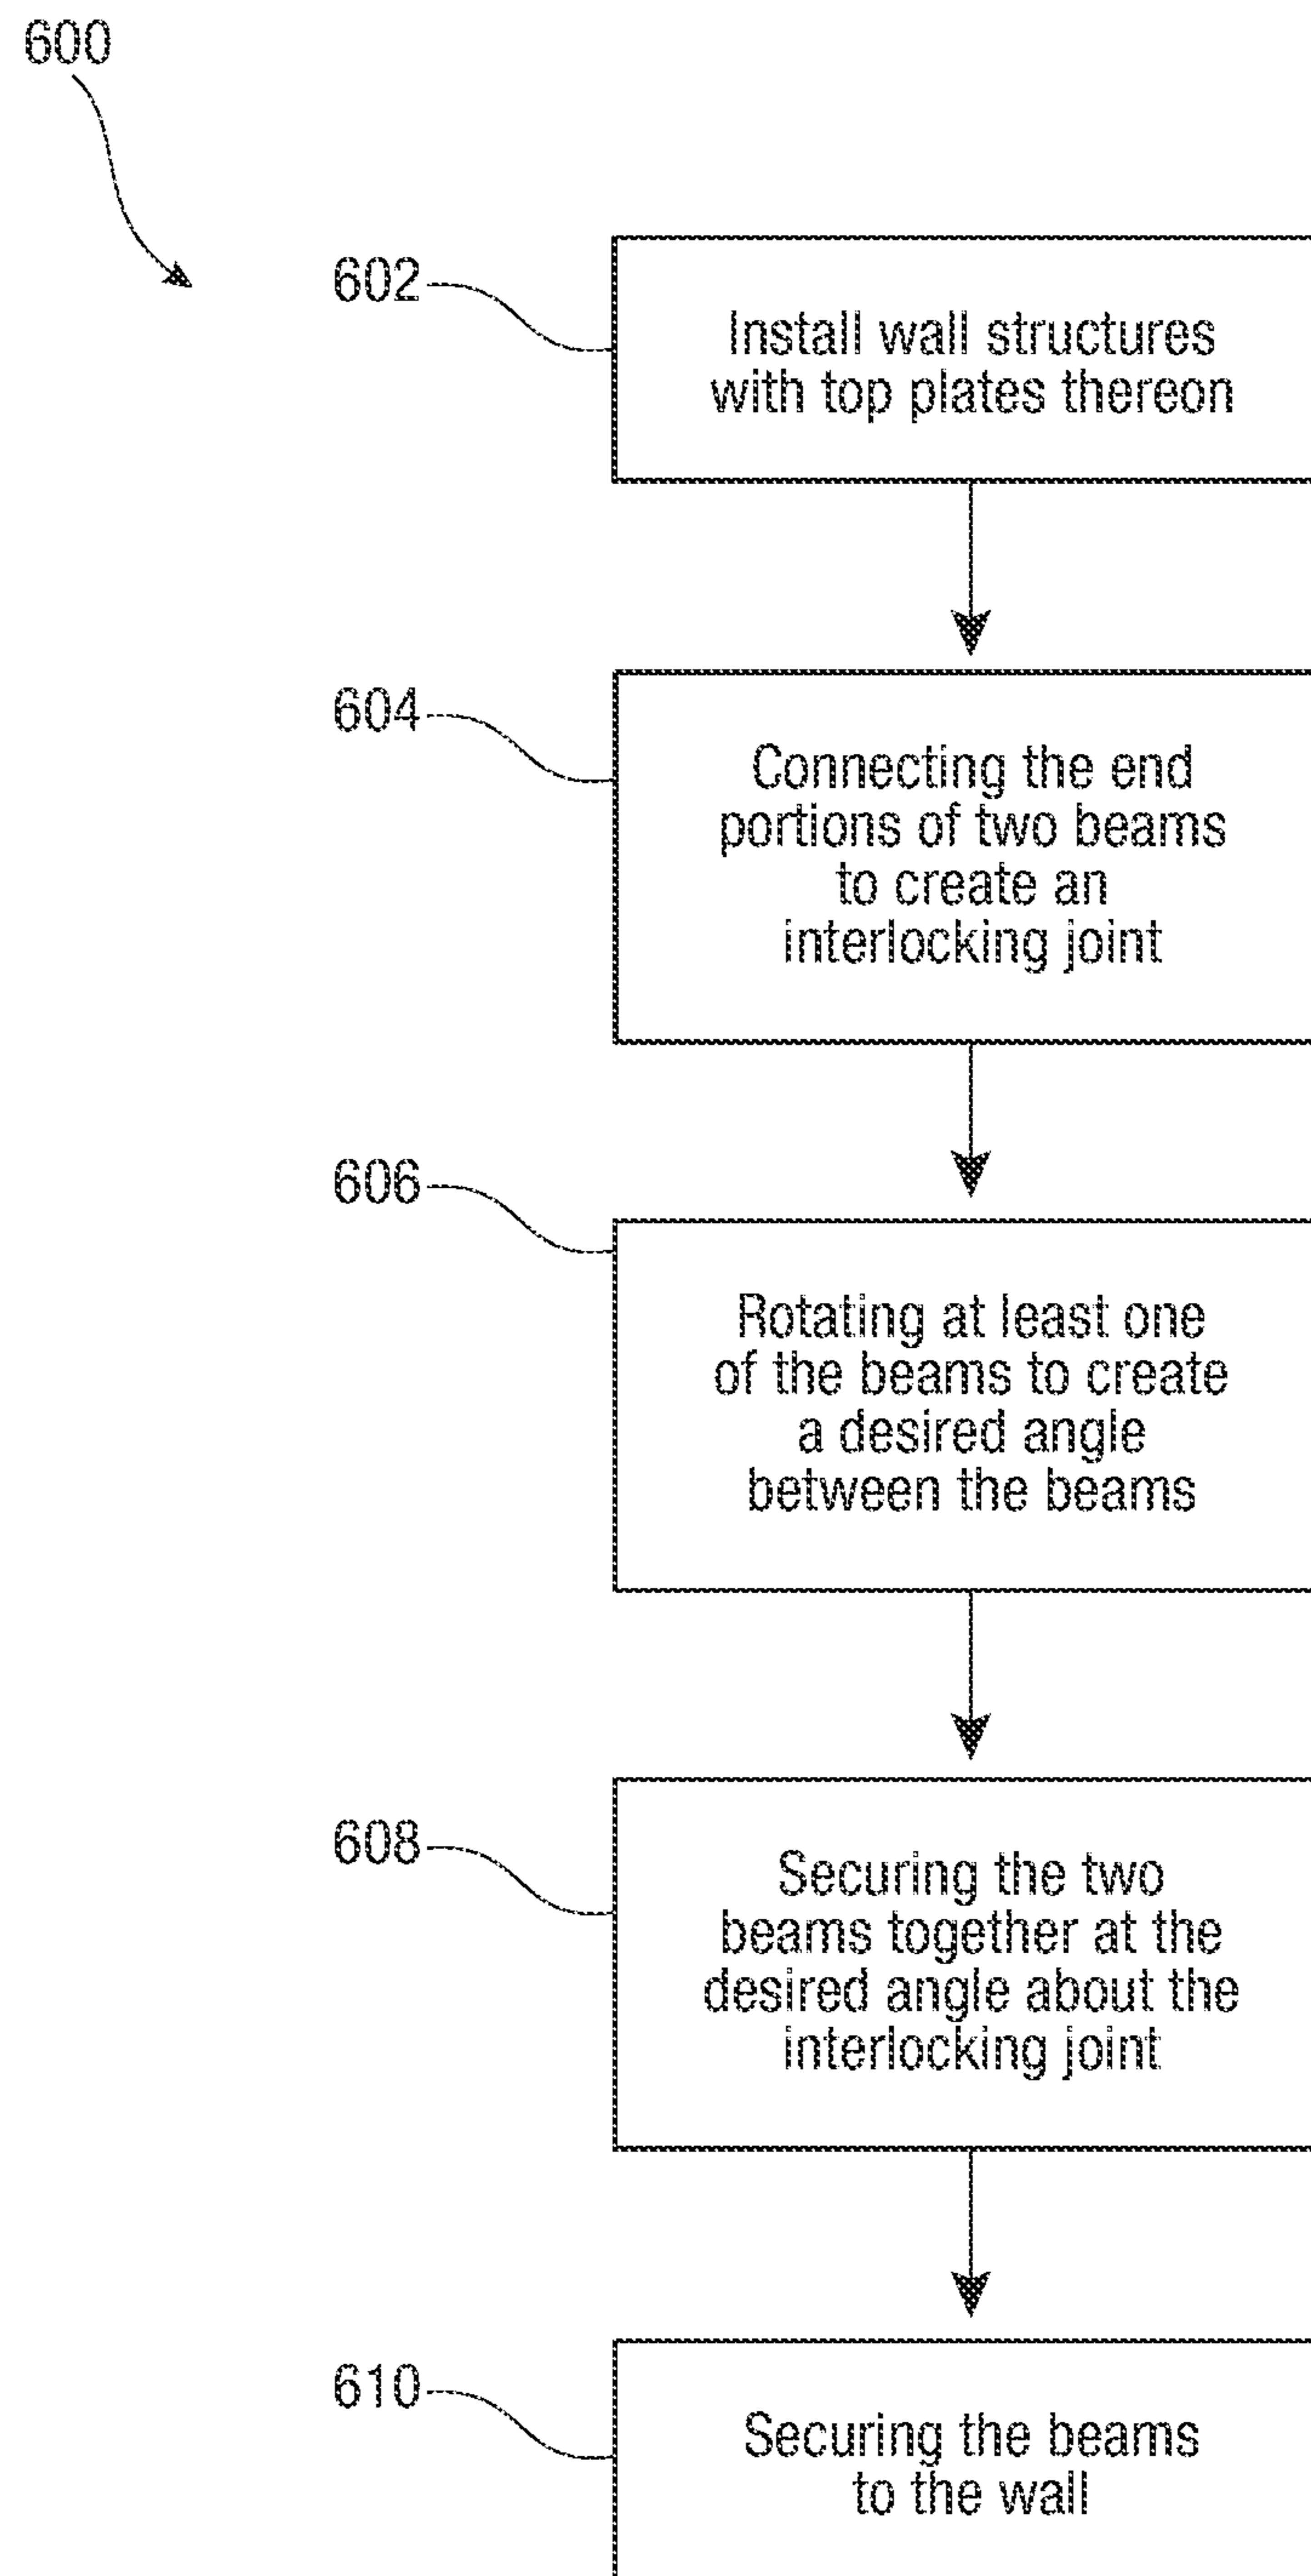 600
602
Install wall structures
with top plates thereon
604
Connecting the end
portions of two beams
to create an
interlocking joint
606
Rotating at least one
of the beams to create
a desired angle
between the beams
608
Securing the two
beams together at the
desired angle about the
interlocking joint
610
Securing the beams
to the wall